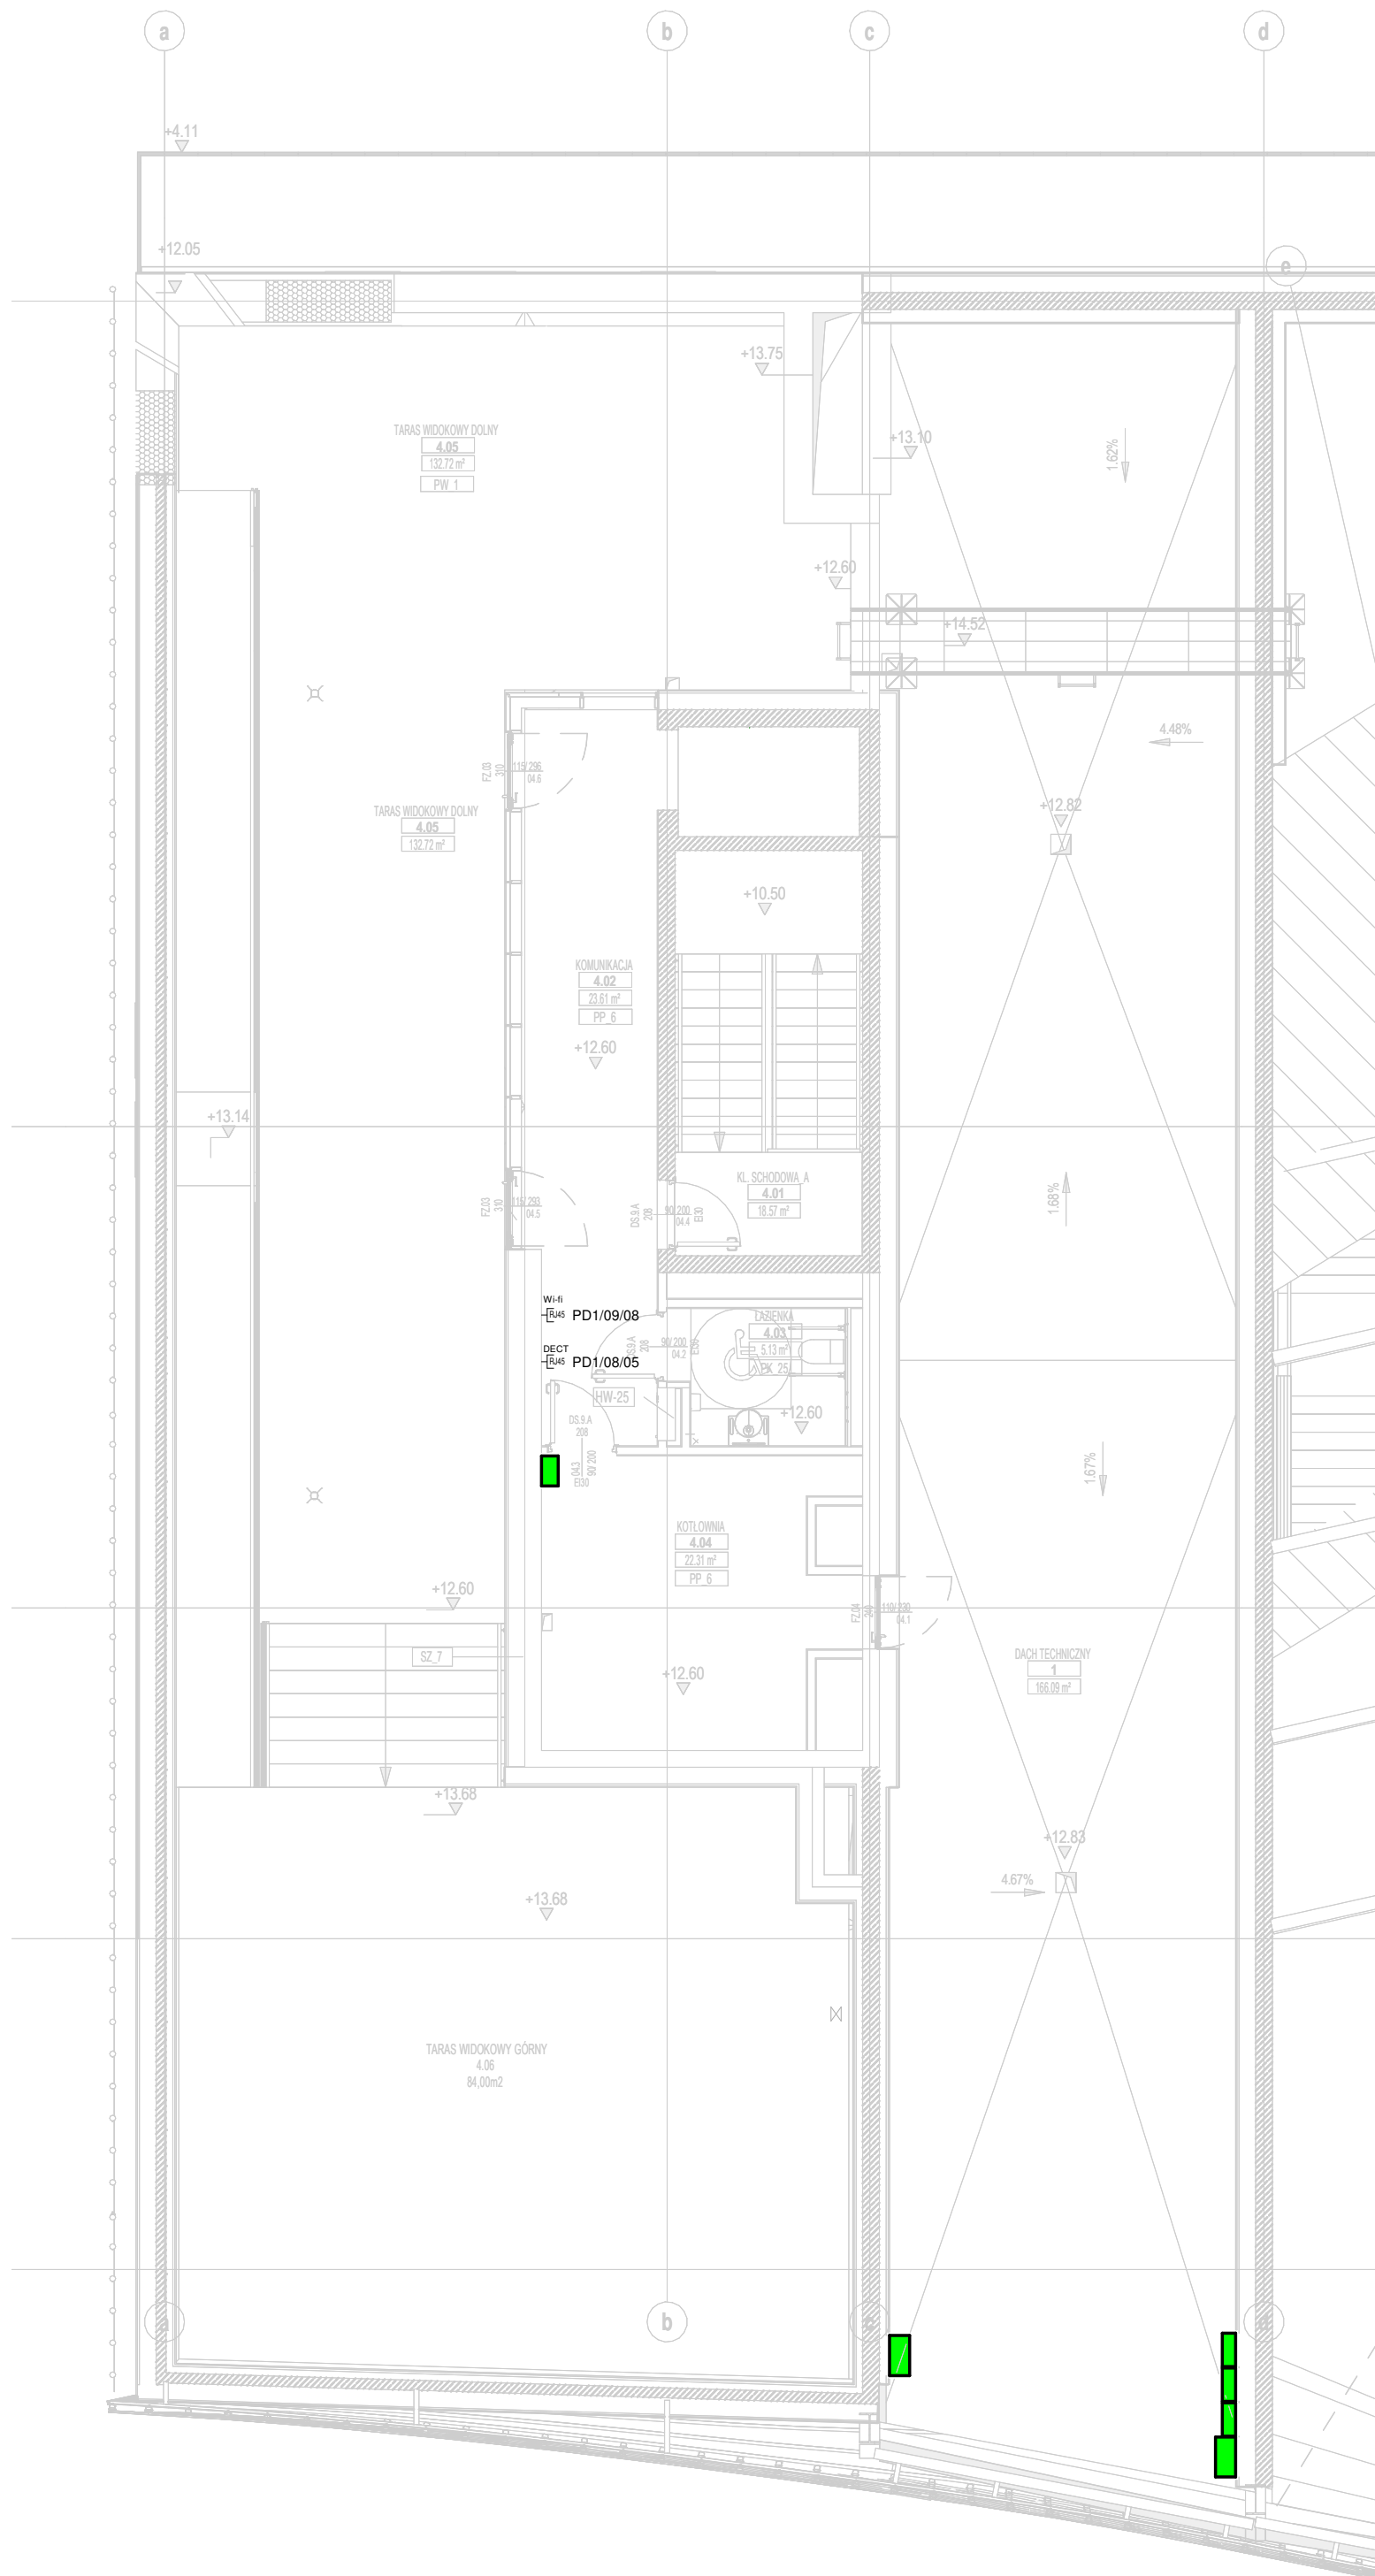 a
b
c
d
+4.11
+12.05
e
+13.75
TARAS WIDOKOWY DOLNY
4.05
132.72 m²
PW_1
+13.10
1.62%
+12.60
+14.52
4.48%
FZ.03
310
115/ 296
04.6
TARAS WIDOKOWY DOLNY
4.05
132.72 m²
+12.82
+10.50
KOMUNIKACJA
4.02
23.61 m²
PP_6
+12.60
+13.14
KL. SCHODOWA_A
4.01
18.57 m²
1.68%
FZ.03
310
115/ 293
04.5
DS.9.A
208
90/ 200
04.4
EI30
Wi-fi
RJ45 PD1/09/08
ŁAZIENKA
4.03
5.13 m²
PK_25
DS.9.A
208
90/ 200
04.2
EI30
DECT
RJ45 PD1/08/05
HW-25
+12.60
DS.9.A
208
04.3
EI30
90/ 200
1.67%
KOTŁOWNIA
4.04
22.31 m²
PP_6
+12.60
FZ.04
240
110/ 230
04.1
SZ_7
+12.60
DACH TECHNICZNY
1
166.09 m²
+13.68
+12.83
4.67%
+13.68
TARAS WIDOKOWY GÓRNY
4.06
84,00m2
a
b
c
d